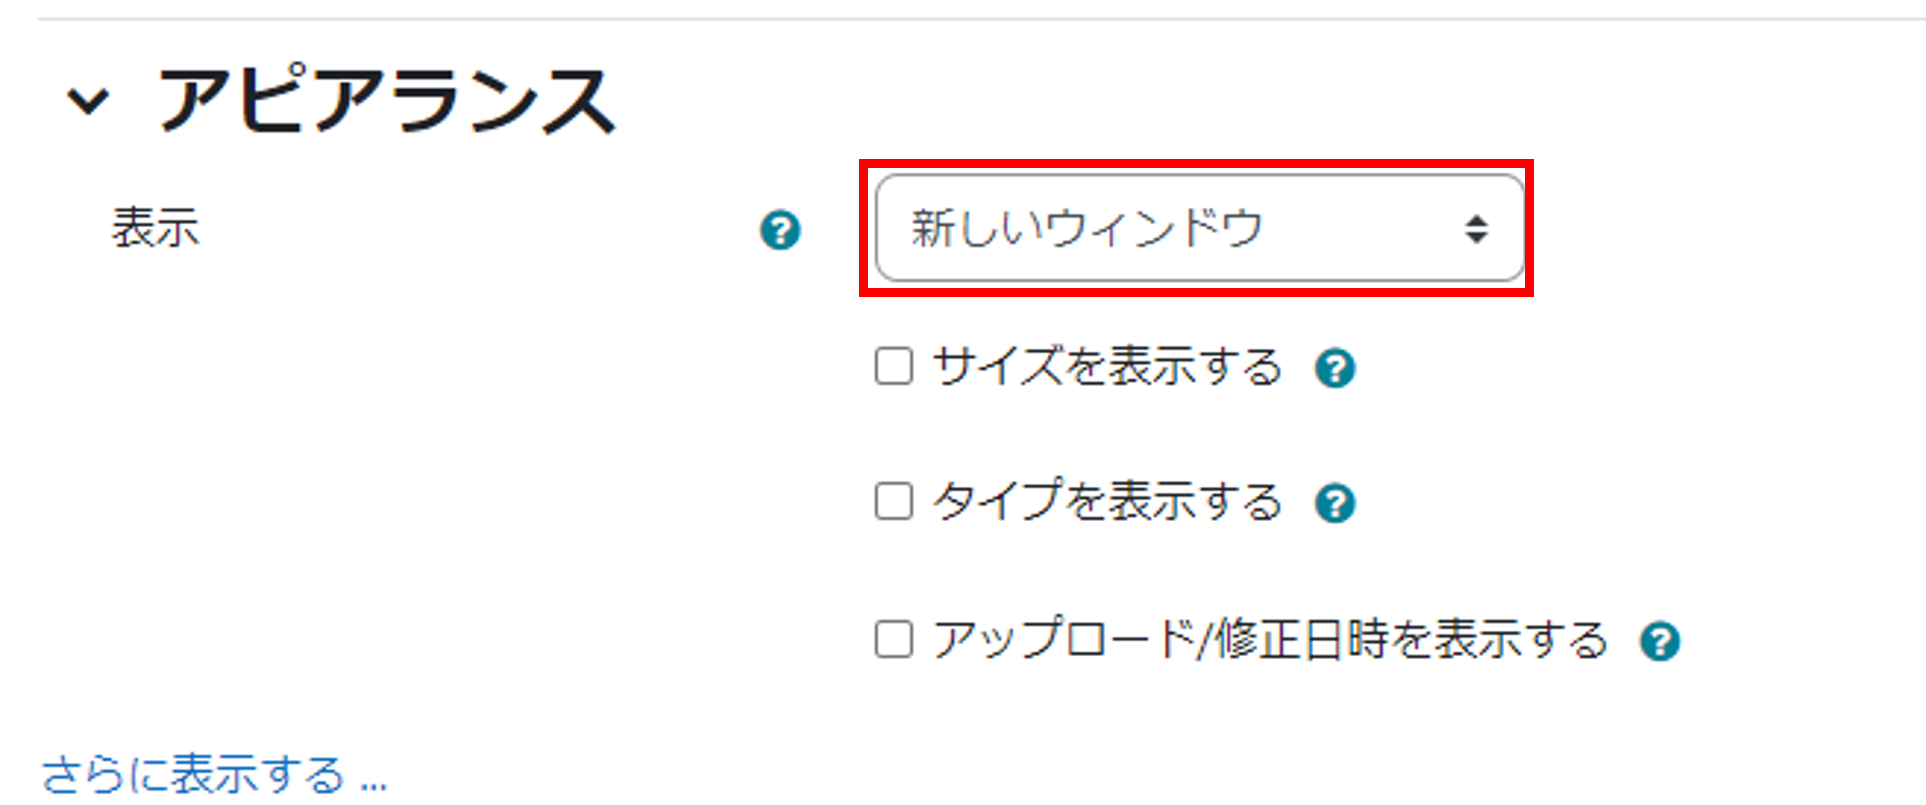 アピアランス
表示
新しいウィンドウ
サイズを表示する
タイプを表示する
アップロード/修正日時を表示する
さらに表示する ...